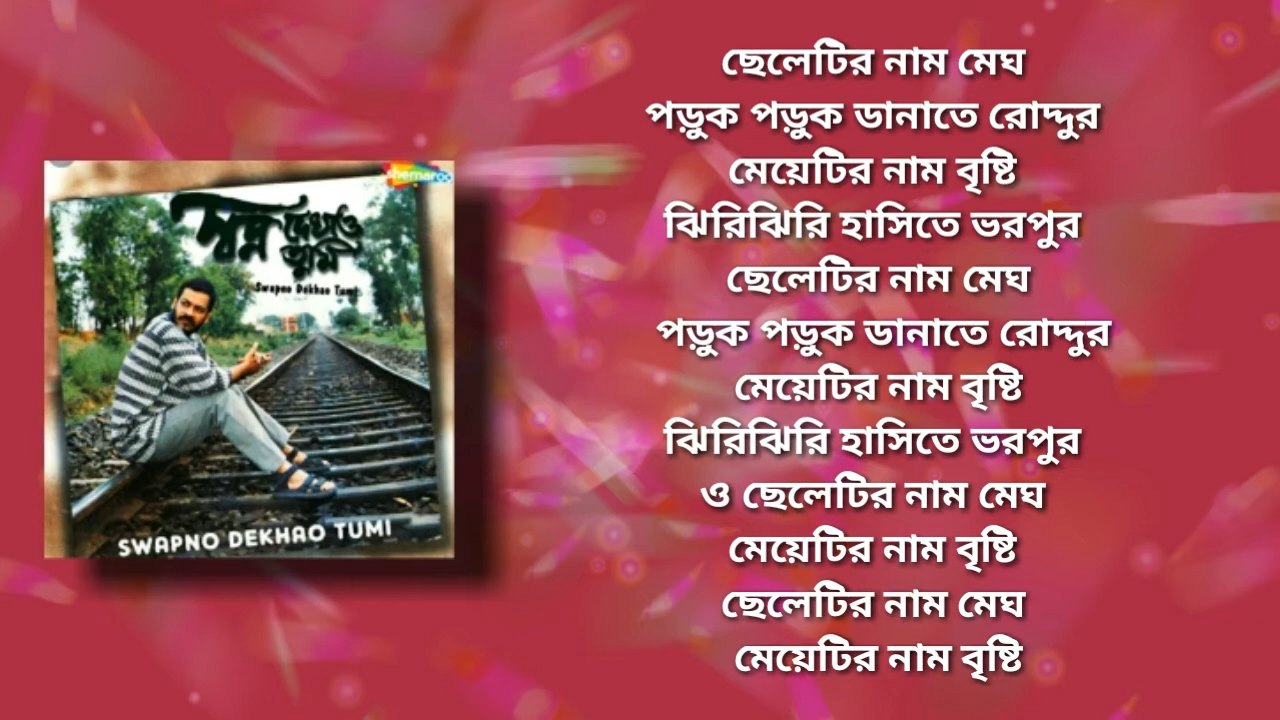 shemaroo
স্বপ্ন দেখাও তুমি
Swapno Dekhao Tumi
SWAPNO DEKHAO TUMI
ছেলেটির নাম মেঘ
পড়ুক পড়ুক ডানাতে রোদ্দুর
মেয়েটির নাম বৃষ্টি
ঝিরিঝিরি হাসিতে ভরপুর
ছেলেটির নাম মেঘ
পড়ুক পড়ুক ডানাতে রোদ্দুর
মেয়েটির নাম বৃষ্টি
ঝিরিঝিরি হাসিতে ভরপুর
ও ছেলেটির নাম মেঘ
মেয়েটির নাম বৃষ্টি
ছেলেটির নাম মেঘ
মেয়েটির নাম বৃষ্টি